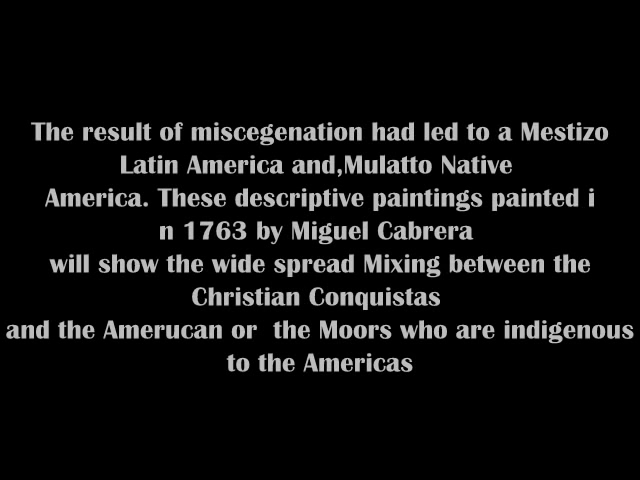 The result of miscegenation had led to a Mestizo
Latin America and,Mulatto Native
America. These descriptive paintings painted i
n 1763 by Miguel Cabrera
will show the wide spread Mixing between the
Christian Conquistas
and the Amerucan or  the Moors who are indigenous
to the Americas